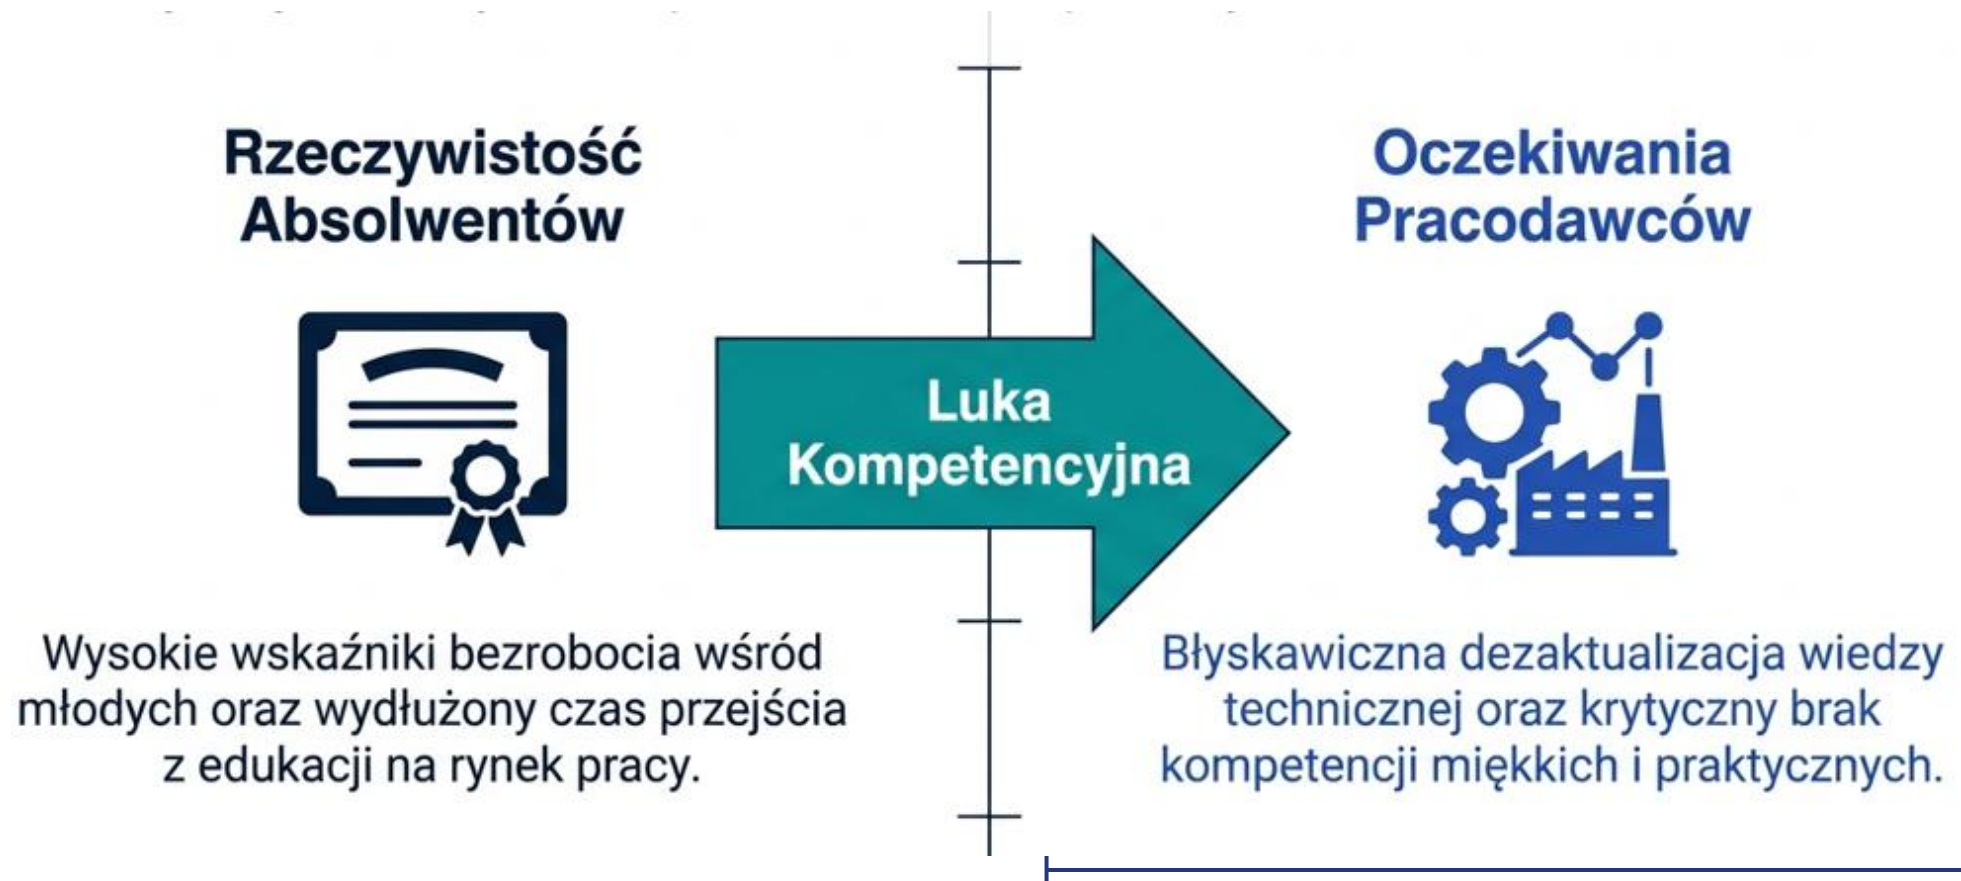 Rzeczywistość
Absolwentów
Wysokie wskaźniki bezrobocia wśród
młodych oraz wydłużony czas przejścia
z edukacji na rynek pracy.
Luka
Kompetencyjna
Oczekiwania
Pracodawców
Błyskawiczna dezaktualizacja wiedzy
technicznej oraz krytyczny brak
kompetencji miękkich i praktycznych.